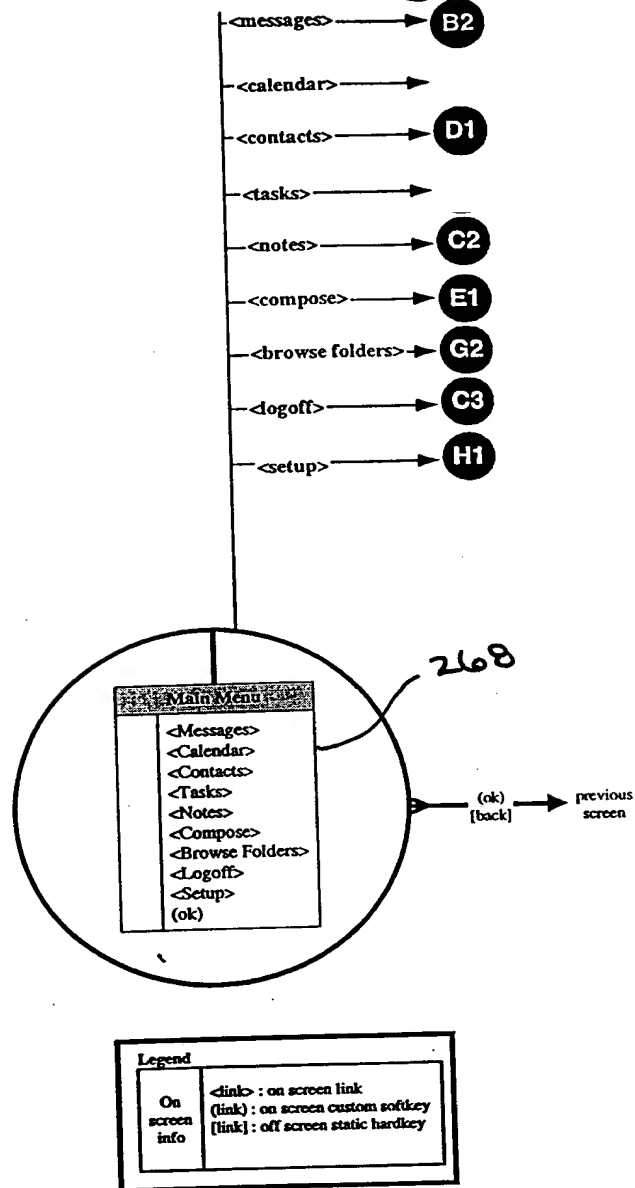 <messages> B2
<calendar>
<contacts> D1
<tasks>
<notes> C2
<compose> E1
<browse folders> G2
<logoff> C3
<setup> H1
268
Main Menu
<Messages>
<Calendar>
<Contacts>
<Tasks>
<Notes>
<Compose>
<Browse Folders>
<Logoff>
<Setup>
(ok)
(ok)
[back]
previous
screen
Legend
On
screen
info
<link> : on screen link
(link) : on screen custom softkey
[link] : off screen static hardkey